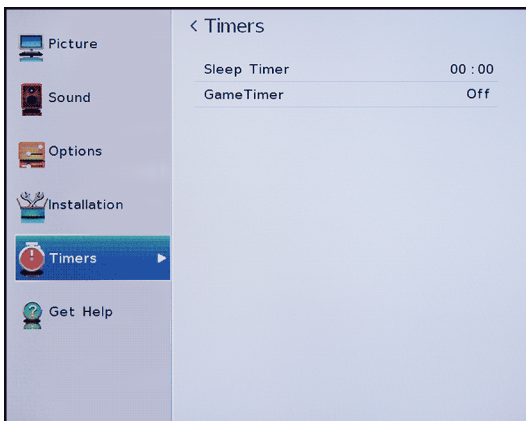 Picture
Sound
Options
Installation
Timers
Get Help
< Timers
Sleep Timer 00 : 00
GameTimer Off